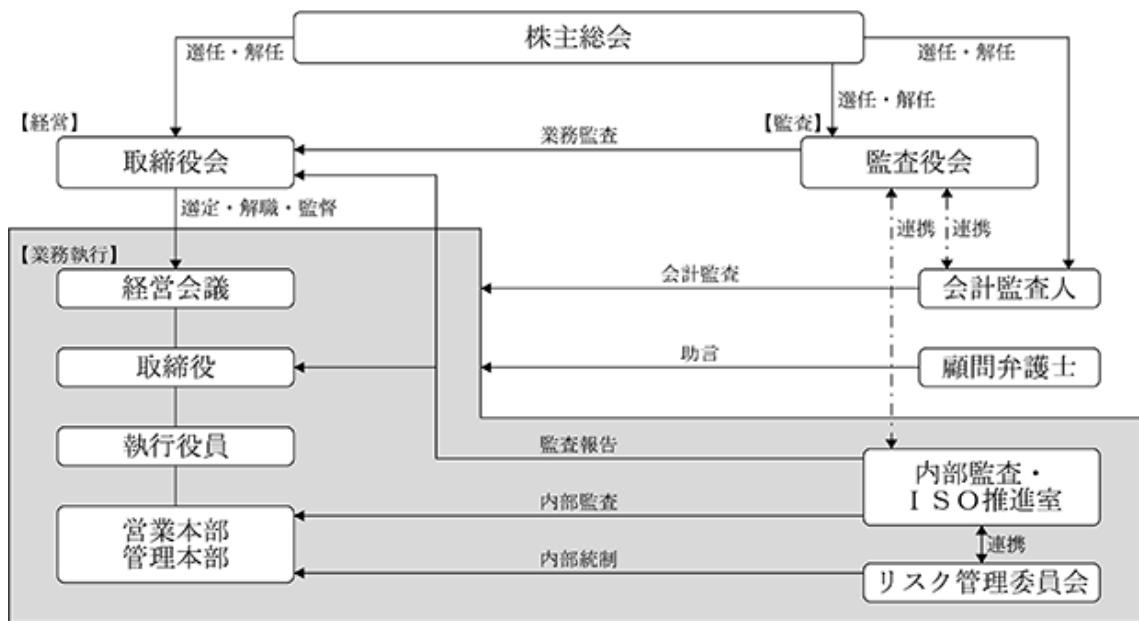 株主総会
選任・解任
選任・解任
選任・解任
【経営】
【監査】
業務監査
取締役会
監査役会
選定・解職・監督
連携
連携
【業務執行】
経営会議
会計監査
会計監査人
取締役
助言
顧問弁護士
執行役員
監査報告
内部監査・
ISO推進室
内部監査
営業本部
管理本部
連携
内部統制
リスク管理委員会